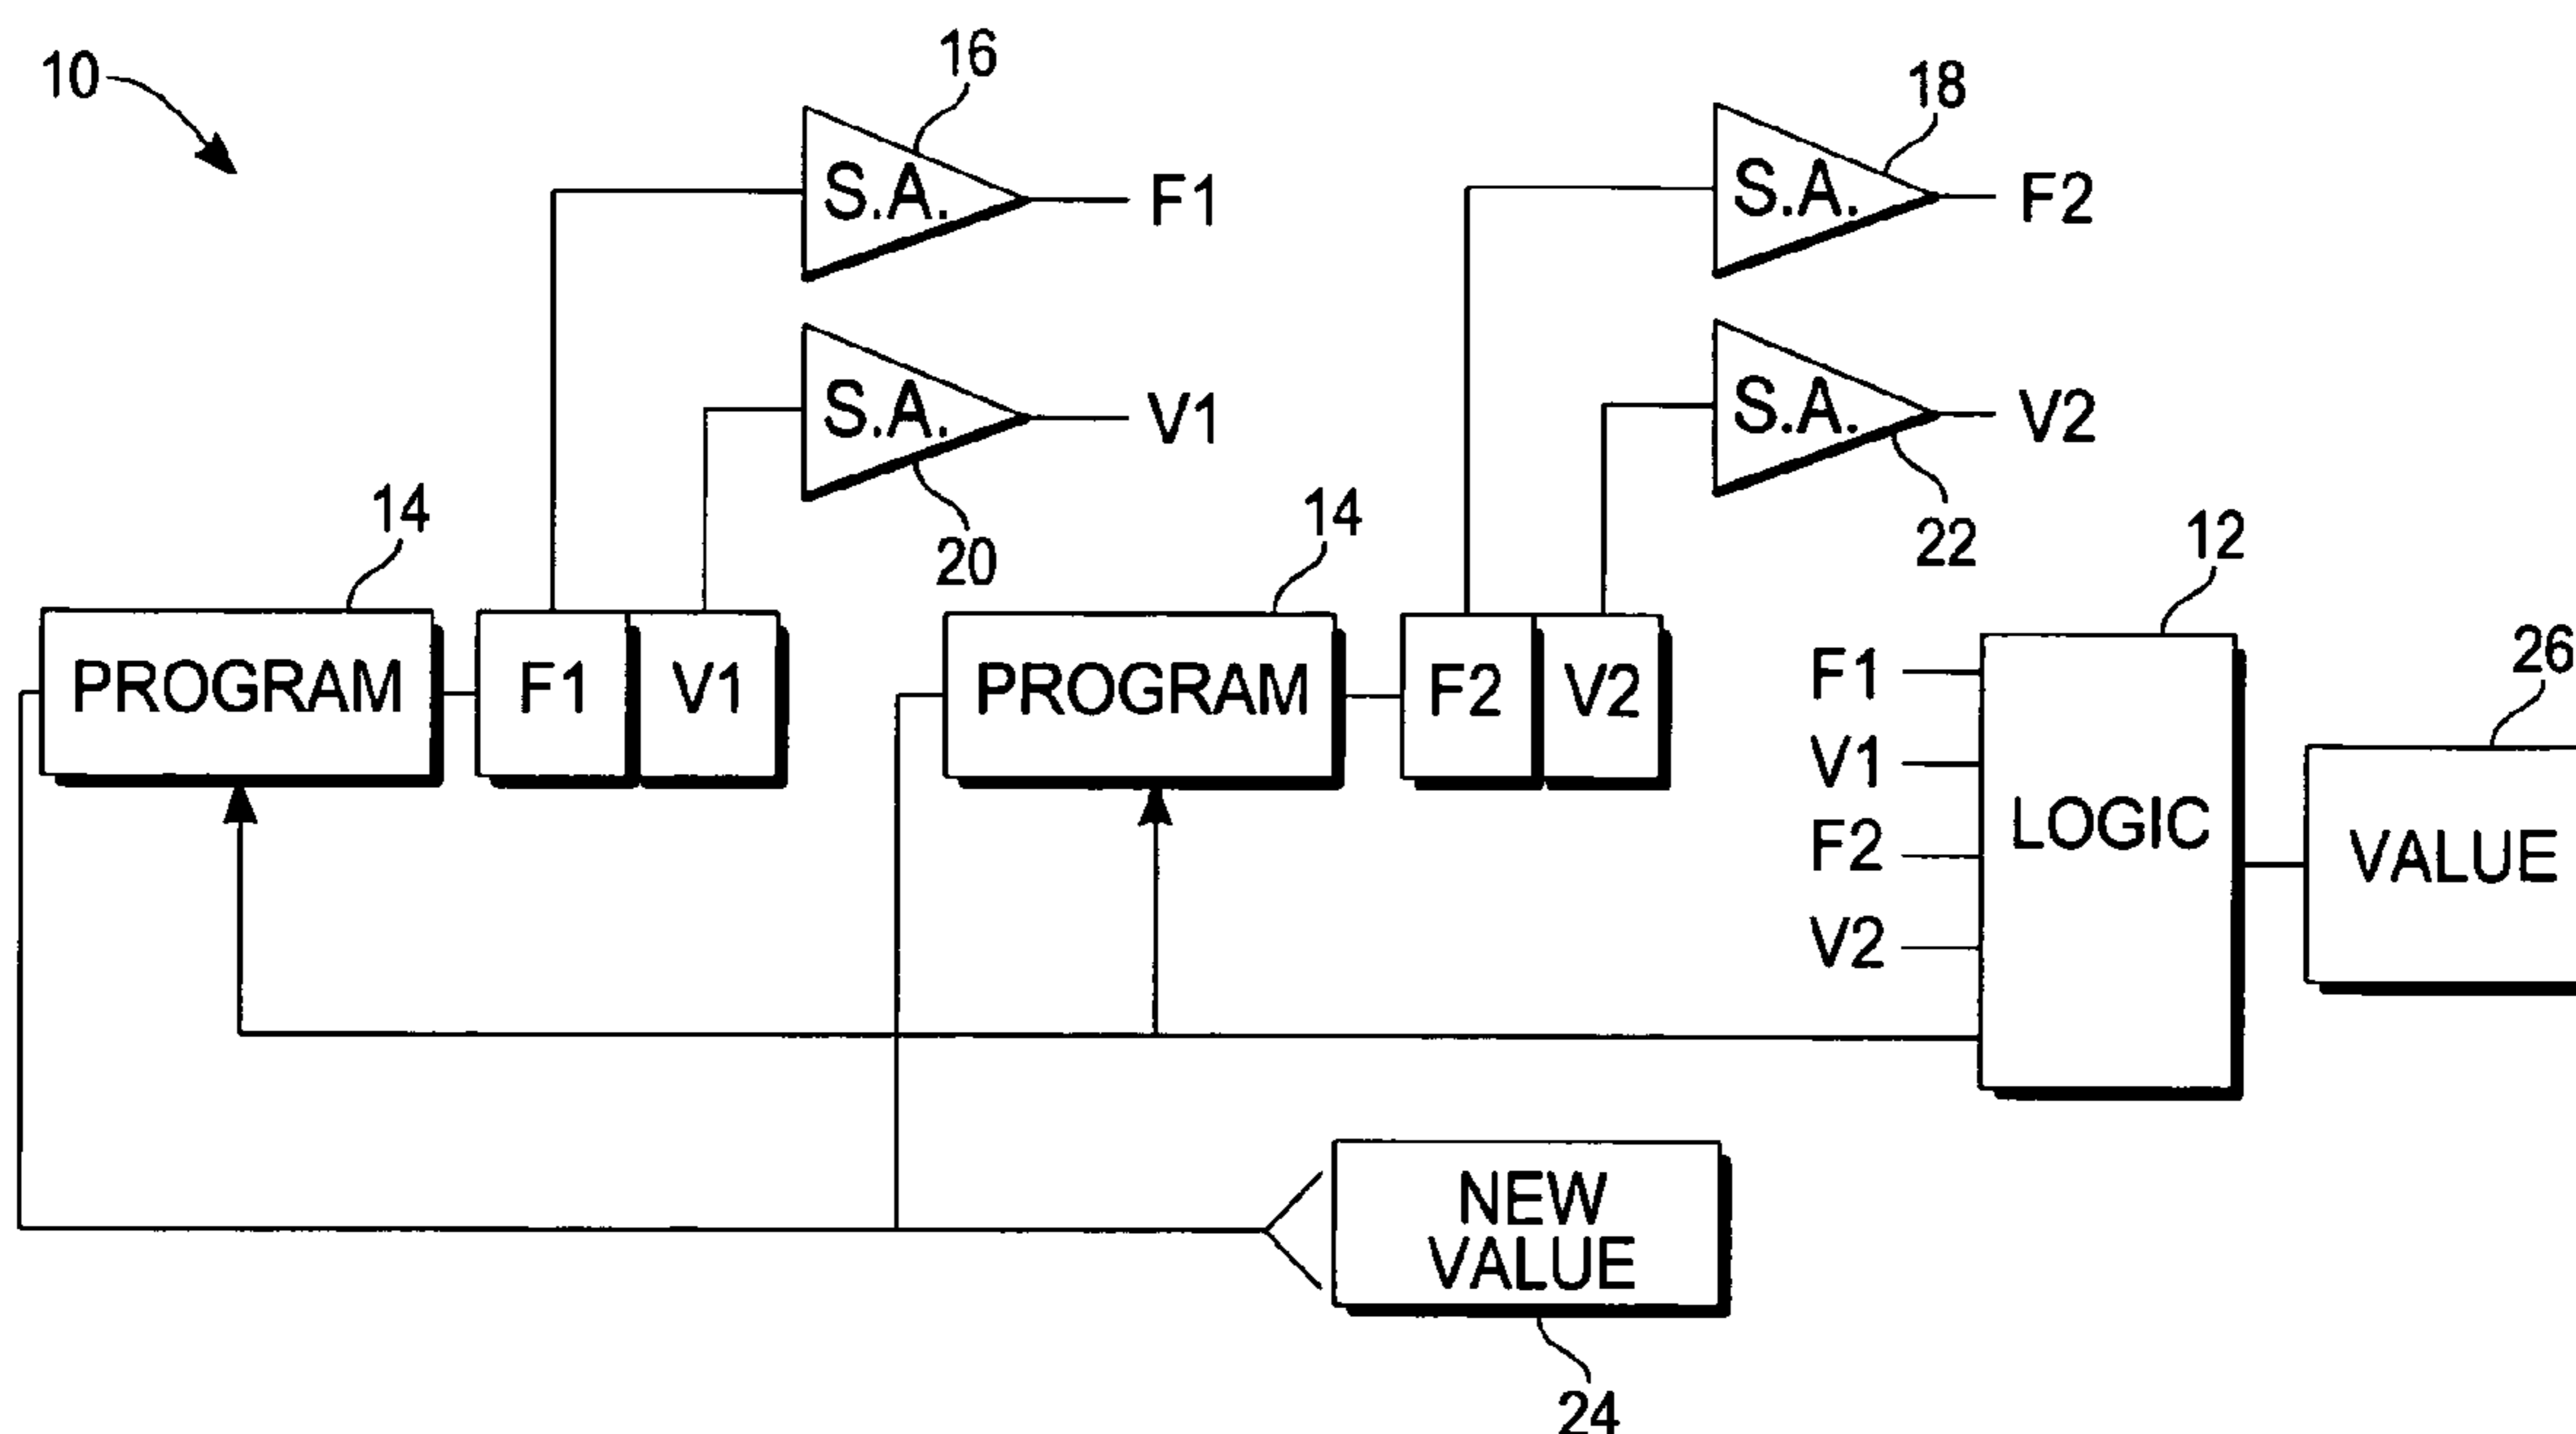 10
16
18
S.A.
F1
S.A.
F2
S.A.
V1
S.A.
V2
20
22
14
14
12
26
PROGRAM
F1
V1
PROGRAM
F2
V2
F1
V1
F2
V2
LOGIC
VALUE
NEW
VALUE
24